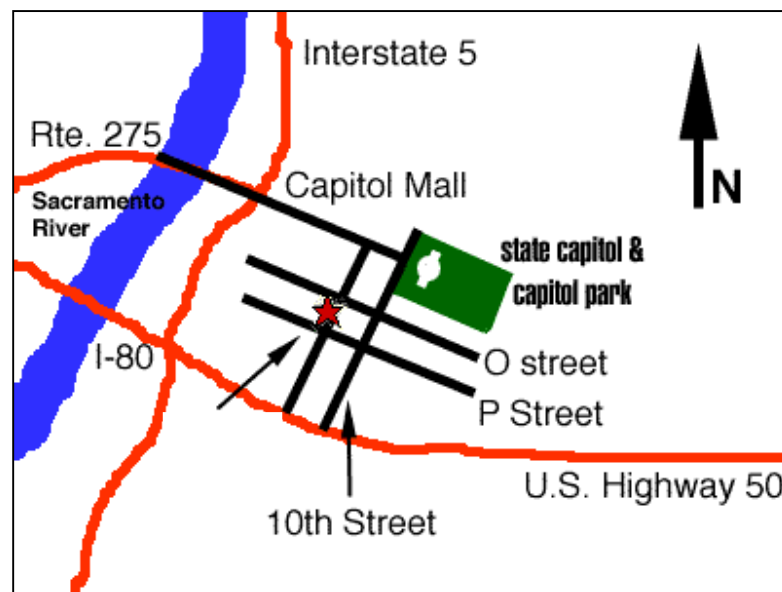 Interstate 5
Rte. 275
Capitol Mall
N
Sacramento
River
state capitol &
capitol park
I-80
O street
P Street
U.S. Highway 50
10th Street